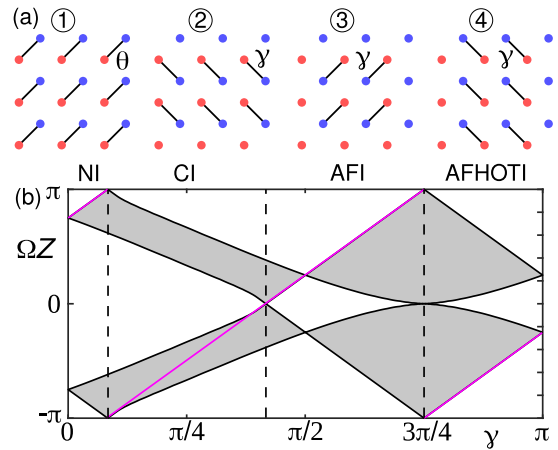 (a) ① ② ③ ④
θ γ γ γ
NI CI AFI AFHOTI
(b) π
ΩZ
0
-π
0 π/4 π/2 3π/4 γ π